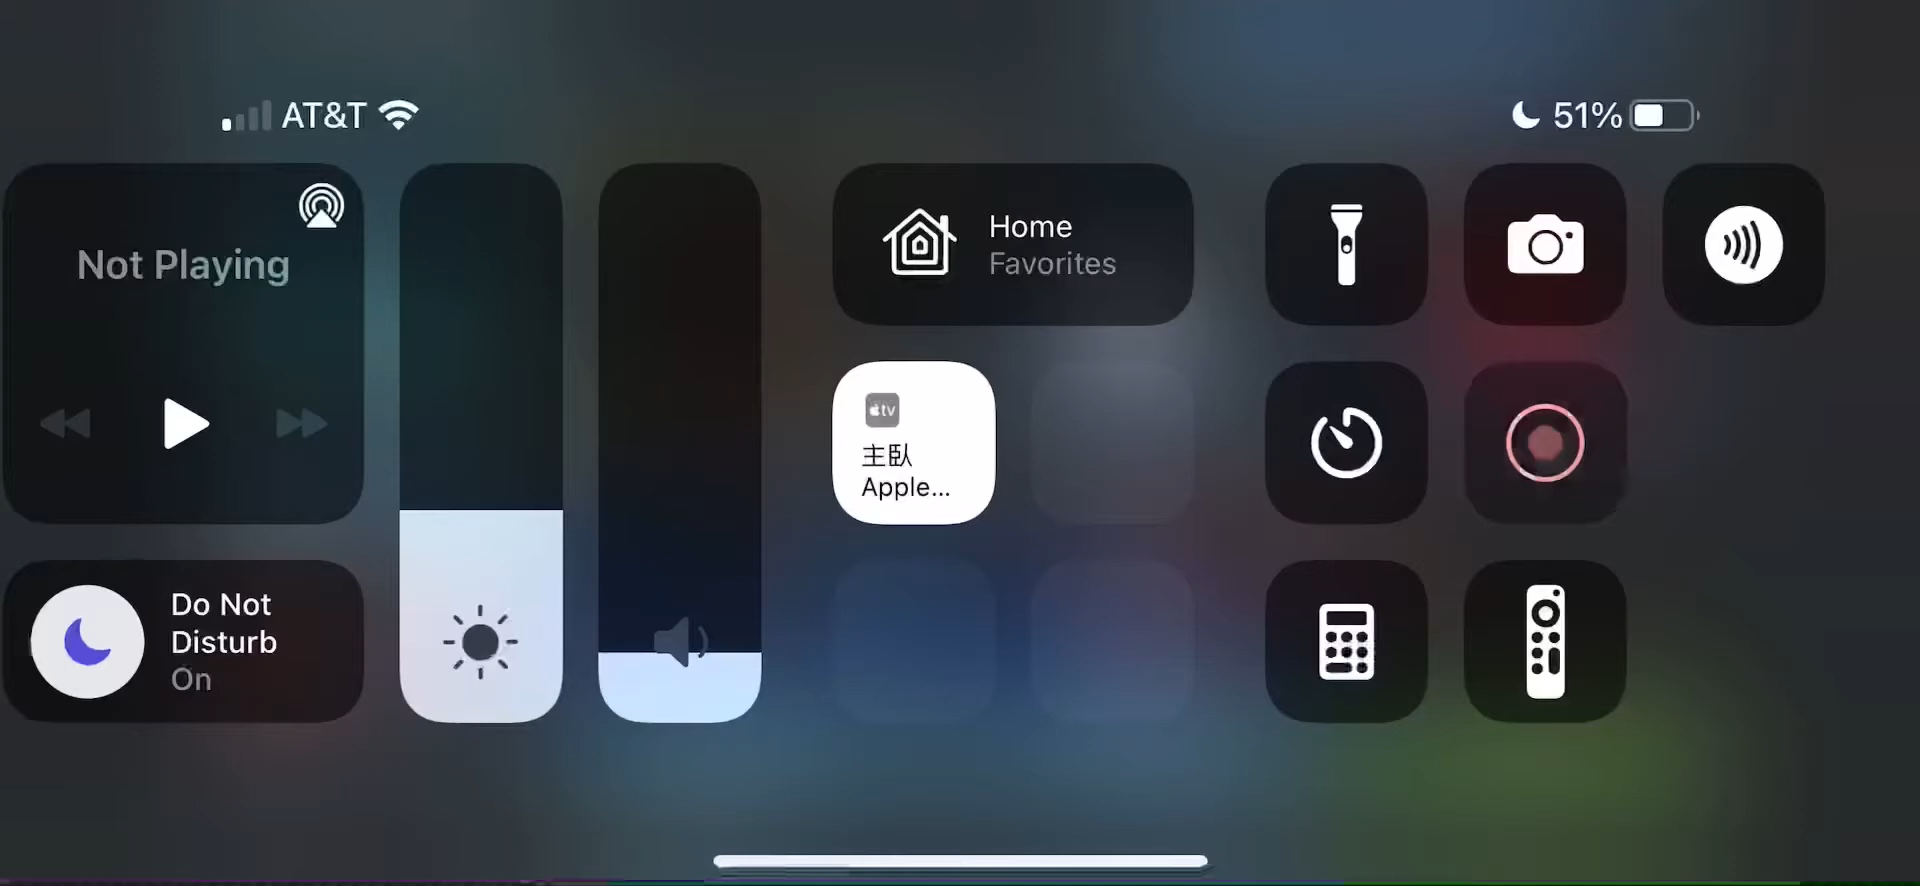 AT&T
51%
Not Playing
Home
Favorites
tv
主臥
Apple...
Do Not
Disturb
On